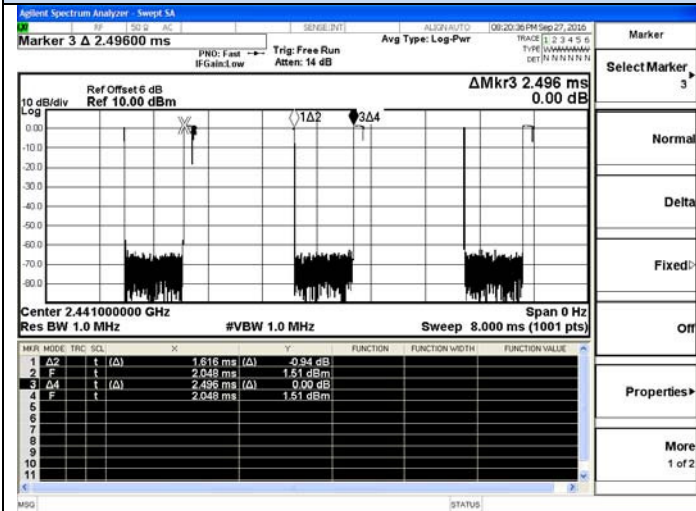 Agilent Spectrum Analyzer - Swept SA
RF 50 Ω AC SENSE:INT ALIGN AUTO 08:20:36 PM Sep 27, 2016
Marker 3 Δ 2.49600 ms
PNO: Fast
IFGain:Low
Trig: Free Run
Atten: 14 dB
Avg Type: Log-Pwr
TRACE 1 2 3 4 5 6
TYPE WWWWWW
DET N N N N N N
Ref Offset 6 dB
10 dB/div Ref 10.00 dBm
ΔMkr3 2.496 ms
0.00 dB
Log
1Δ2
3Δ4
0.00
-10.0
-20.0
-30.0
-40.0
-50.0
-60.0
-70.0
-80.0
Center 2.441000000 GHz Span 0 Hz
Res BW 1.0 MHz #VBW 1.0 MHz Sweep 8.000 ms (1001 pts)
MKR MODE TRC SCL X Y FUNCTION FUNCTION WIDTH FUNCTION VALUE
1 Δ2 t (Δ) 1.616 ms (Δ) -0.94 dB
2 F t 2.048 ms 1.51 dBm
3 Δ4 t (Δ) 2.496 ms (Δ) 0.00 dB
4 F t 2.048 ms 1.51 dBm
5
6
7
8
9
10
11
MSG STATUS
Marker
Select Marker
3
Normal
Delta
Fixed
Off
Properties
More
1 of 2